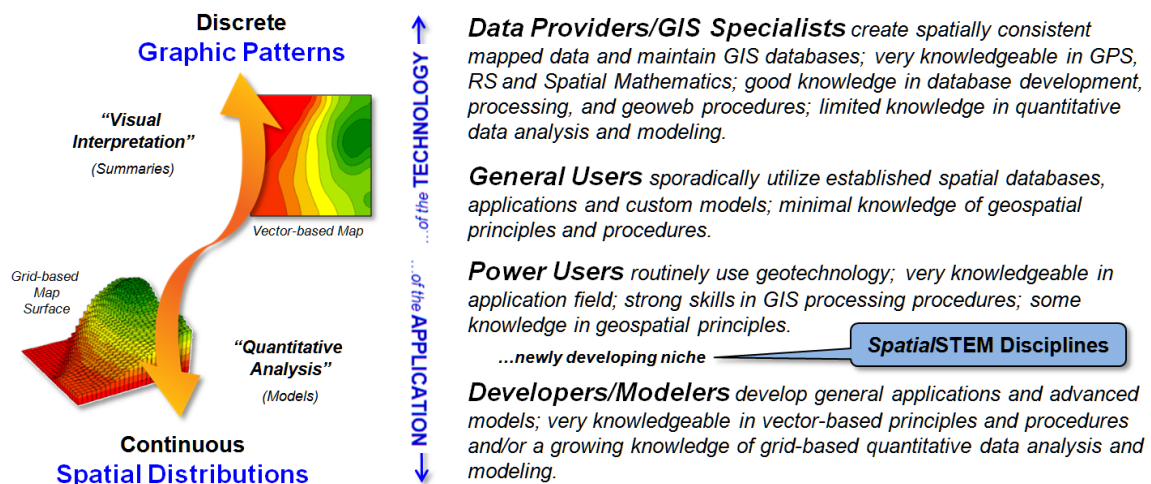 Discrete
Graphic Patterns
“Visual
Interpretation”
(Summaries)
Vector-based Map
Grid-based
Map
Surface
“Quantitative
Analysis”
(Models)
Continuous
Spatial Distributions
...of the TECHNOLOGY
...of the APPLICATION
Data Providers/GIS Specialists create spatially consistent
mapped data and maintain GIS databases; very knowledgeable in GPS,
RS and Spatial Mathematics; good knowledge in database development,
processing, and geoweb procedures; limited knowledge in quantitative
data analysis and modeling.
General Users sporadically utilize established spatial databases,
applications and custom models; minimal knowledge of geospatial
principles and procedures.
Power Users routinely use geotechnology; very knowledgeable in
application field; strong skills in GIS processing procedures; some
knowledge in geospatial principles.
...newly developing niche
SpatialSTEM Disciplines
Developers/Modelers develop general applications and advanced
models; very knowledgeable in vector-based principles and procedures
and/or a growing knowledge of grid-based quantitative data analysis and
modeling.